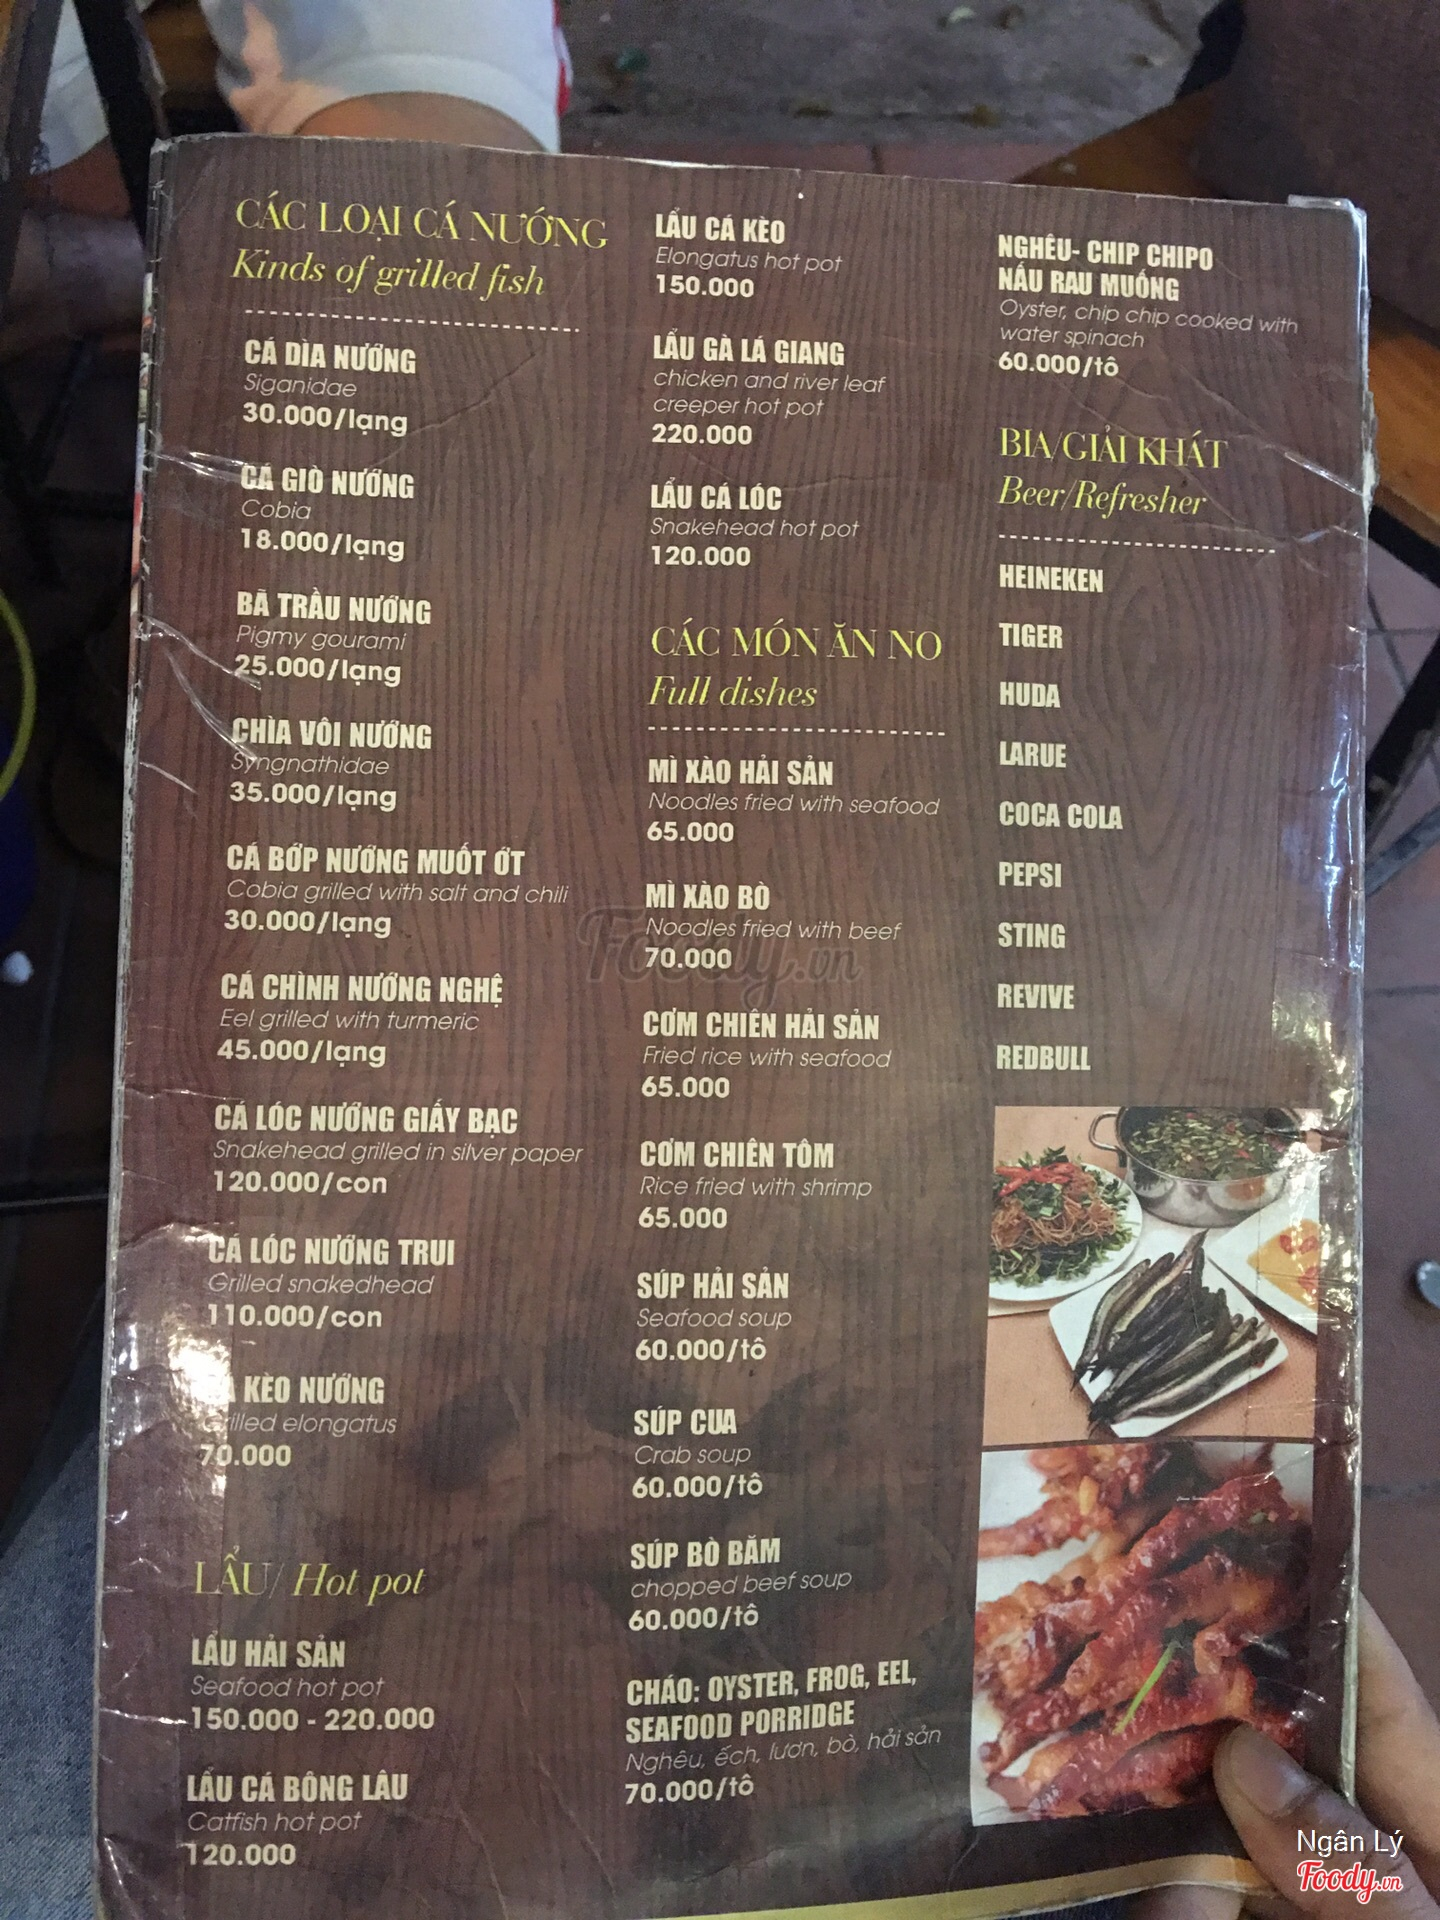 CÁC LOẠI CÁ NƯỚNG
Kinds of grilled fish
CÁ DÌA NƯỚNG
Siganidae
30.000/lạng
CÁ GIÒ NƯỚNG
Cobia
18.000/lạng
BÃ TRẦU NƯỚNG
Pigmy gourami
25.000/lạng
CHÌA VÔI NƯỚNG
Syngnathidae
35.000/lạng
CÁ BỚP NƯỚNG MUỐT ỚT
Cobia grilled with salt and chili
30.000/lạng
CÁ CHÌNH NƯỚNG NGHỆ
Eel grilled with turmeric
45.000/lạng
CÁ LÓC NƯỚNG GIẤY BẠC
Snakehead grilled in silver paper
120.000/con
CÁ LÓC NƯỚNG TRUI
Grilled snakedhead
110.000/con
KÈO NƯỚNG
Grilled elongatus
70.000
LẨU/ Hot pot
LẨU HẢI SẢN
Seafood hot pot
150.000 - 220.000
LẨU CÁ BÔNG LÂU
Catfish hot pot
120.000
LẨU CÁ KÈO
Elongatus hot pot
150.000
LẨU GÀ LÁ GIANG
chicken and river leaf
creeper hot pot
220.000
LẨU CÁ LÓC
Snakehead hot pot
120.000
CÁC MÓN ĂN NO
Full dishes
MÌ XÀO HẢI SẢN
Noodles fried with seafood
65.000
MÌ XÀO BÒ
Noodles fried with beef
70.000
CƠM CHIÊN HẢI SẢN
Fried rice with seafood
65.000
CƠM CHIÊN TÔM
Rice fried with shrimp
65.000
SÚP HẢI SẢN
Seafood soup
60.000/tô
SÚP CUA
Crab soup
60.000/tô
SÚP BÒ BĂM
chopped beef soup
60.000/tô
CHÁO: OYSTER, FROG, EEL,
SEAFOOD PORRIDGE
Nghêu, ếch, lươn, bò, hải sản
70.000/tô
NGHÊU- CHIP CHIPO
NẤU RAU MUỐNG
Oyster, chip chip cooked with
water spinach
60.000/tô
BIA/GIẢI KHÁT
Beer/Refresher
HEINEKEN
TIGER
HUDA
LARUE
COCA COLA
PEPSI
STING
REVIVE
REDBULL
Foody.vn
Ngân Lý
Foody.vn